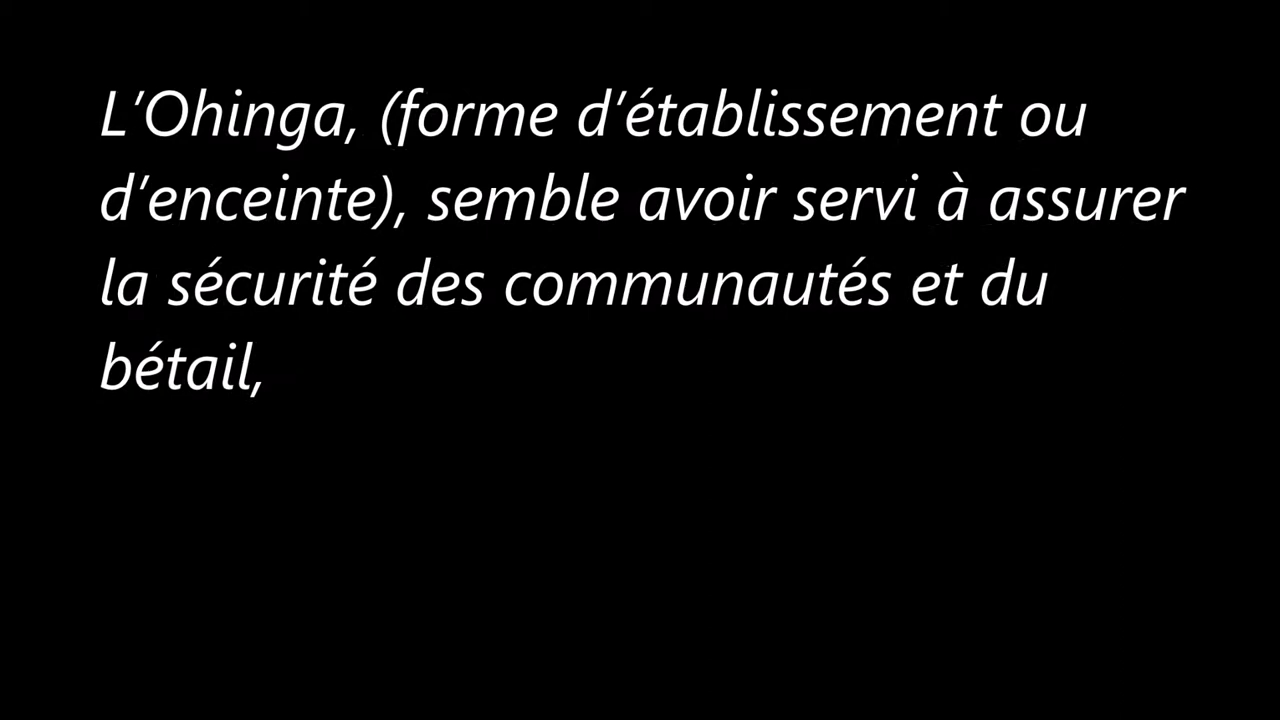 L’Ohinga, (forme d’établissement ou
d’enceinte), semble avoir servi à assurer
la sécurité des communautés et du
bétail,